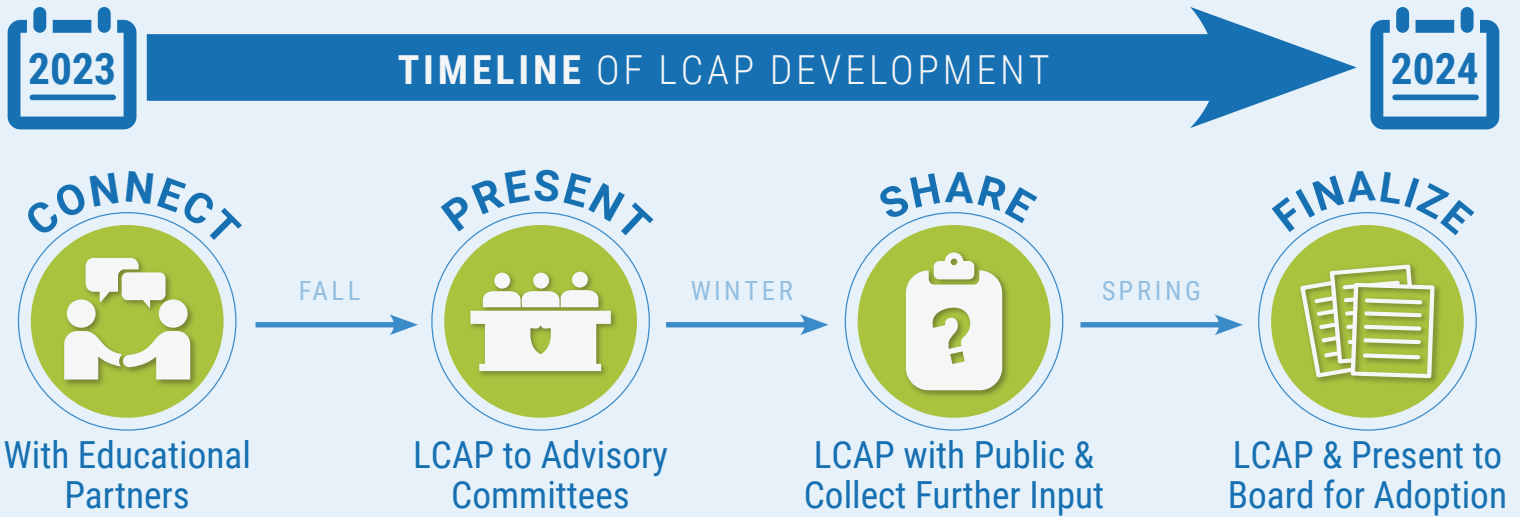 2023
TIMELINE OF LCAP DEVELOPMENT
2024
CONNECT
With Educational
Partners
FALL
PRESENT
LCAP to Advisory
Committees
WINTER
SHARE
?
LCAP with Public &
Collect Further Input
SPRING
FINALIZE
LCAP & Present to
Board for Adoption